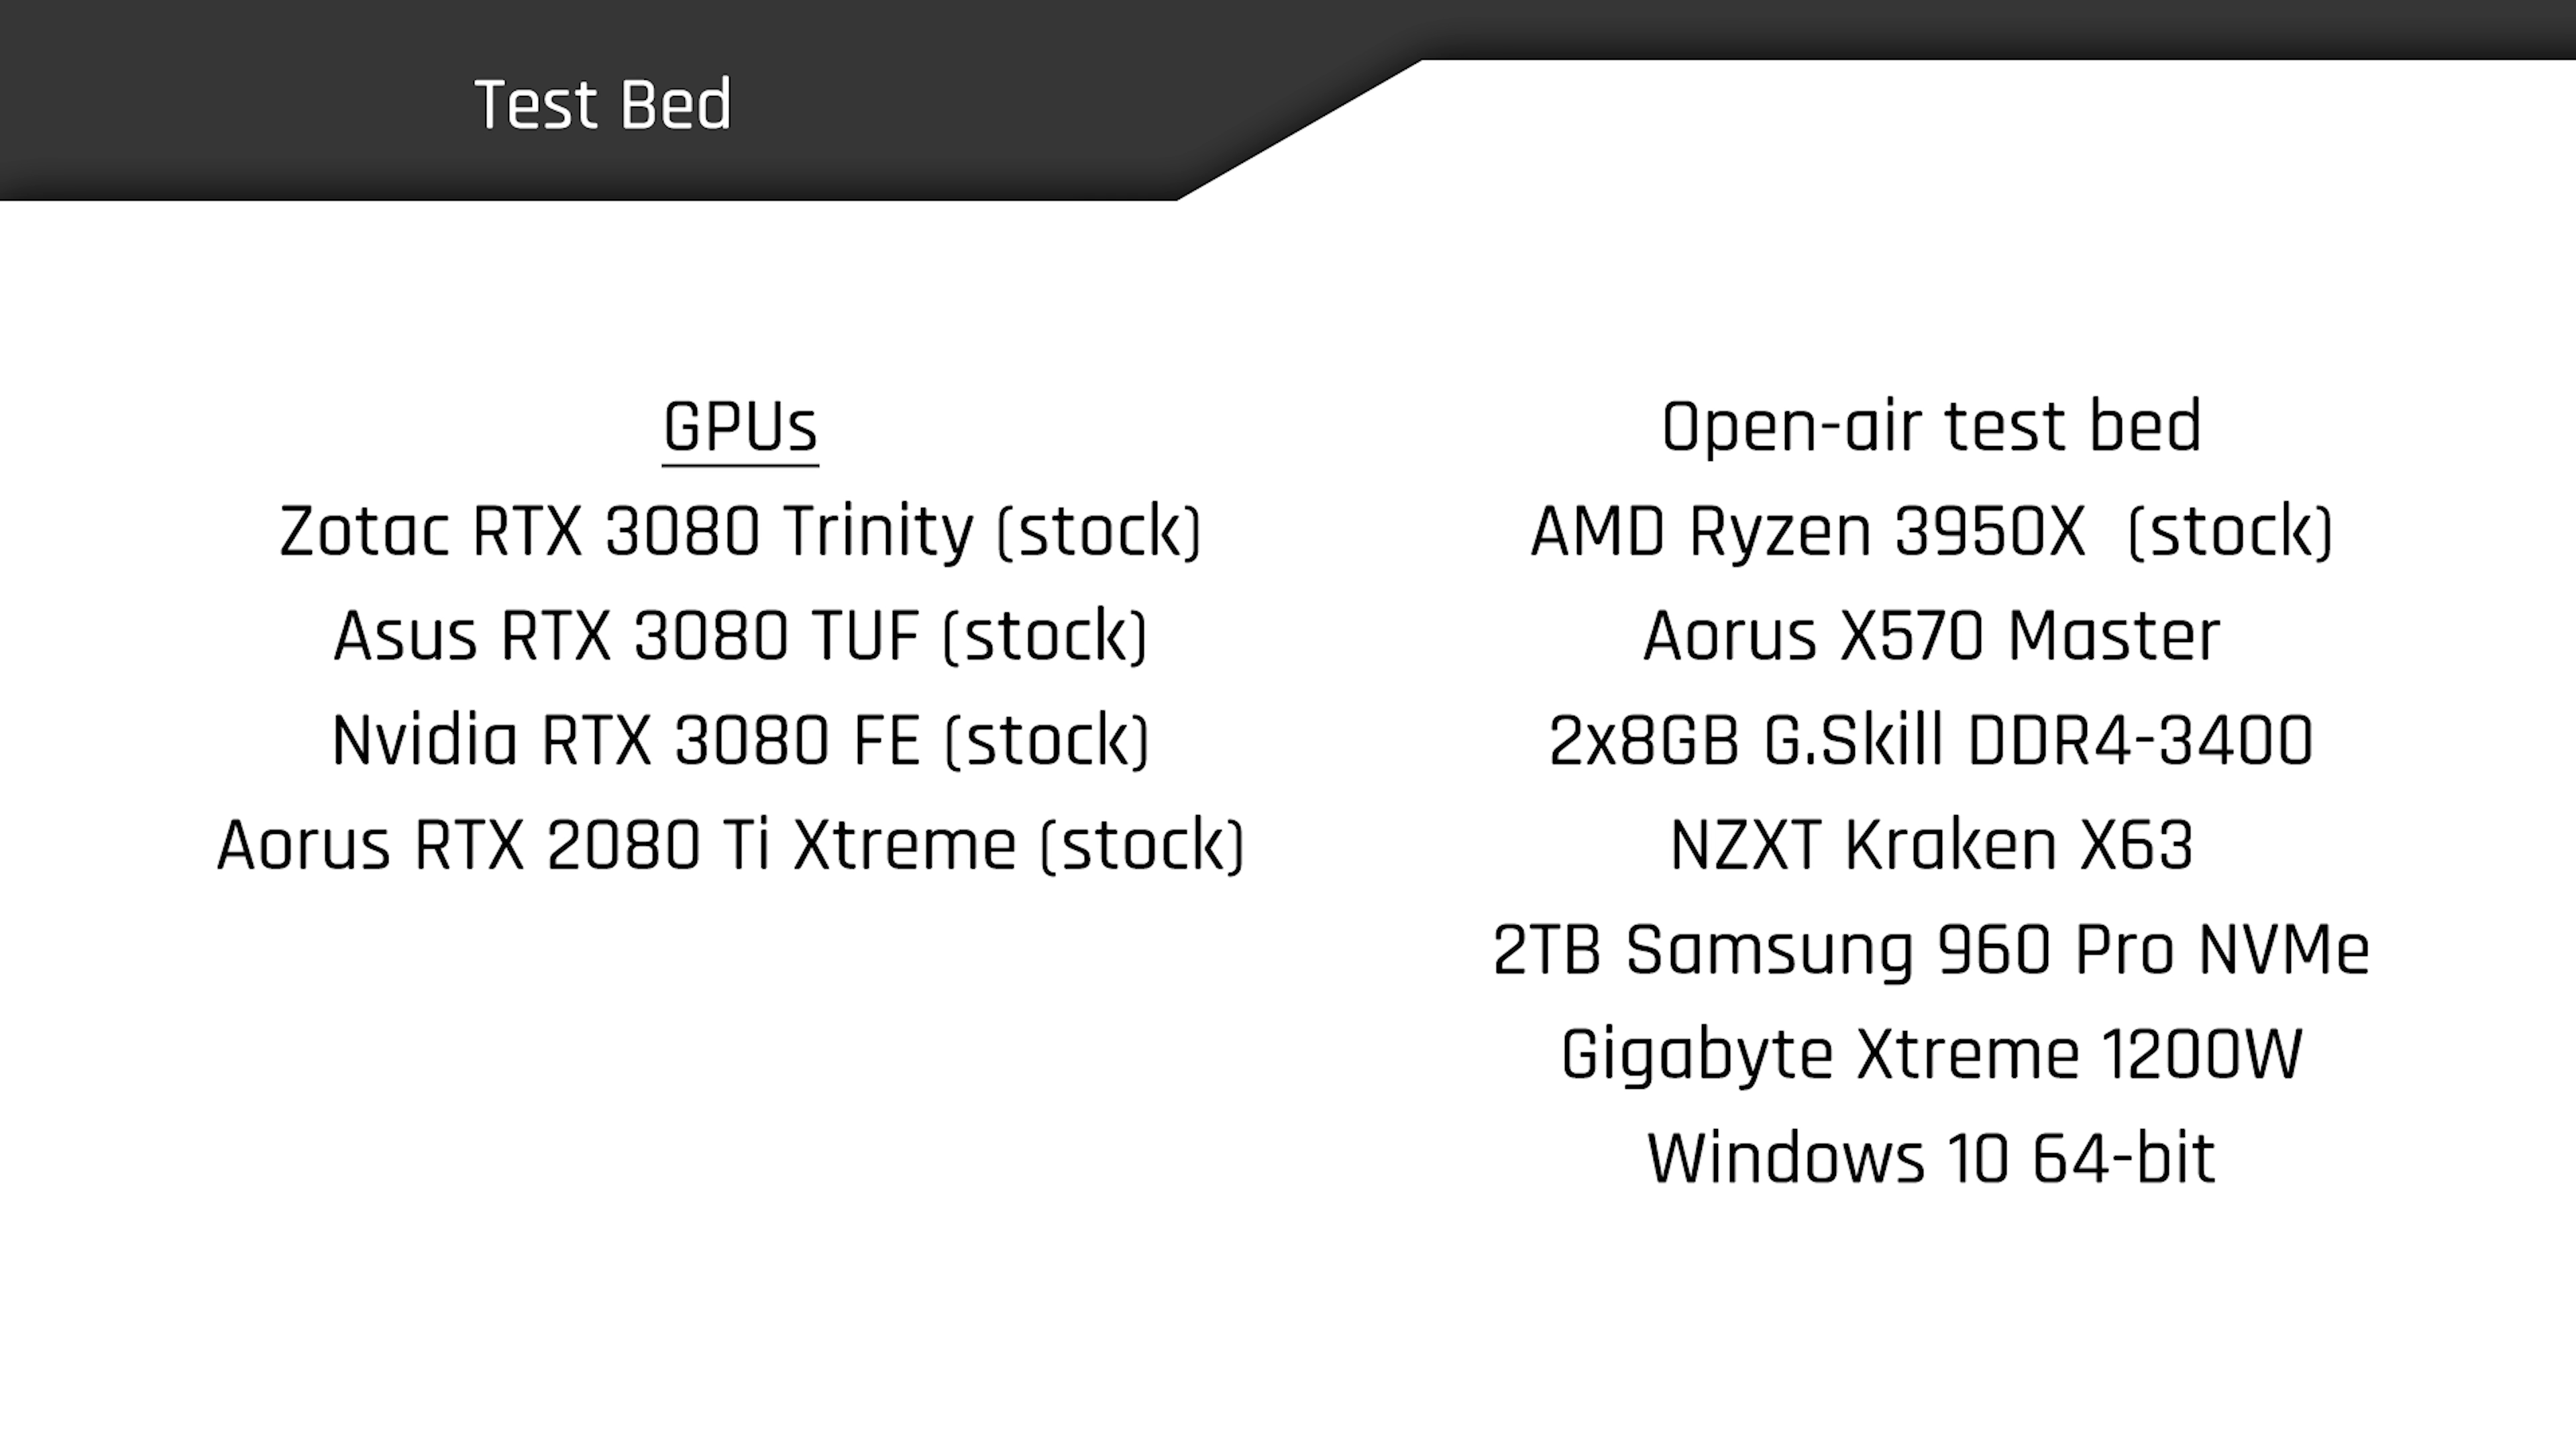 Test Bed
GPUs
Zotac RTX 3080 Trinity (stock)
Asus RTX 3080 TUF (stock)
Nvidia RTX 3080 FE (stock)
Aorus RTX 2080 Ti Xtreme (stock)
Open-air test bed
AMD Ryzen 3950X (stock)
Aorus X570 Master
2x8GB G.Skill DDR4-3400
NZXT Kraken X63
2TB Samsung 960 Pro NVMe
Gigabyte Xtreme 1200W
Windows 10 64-bit